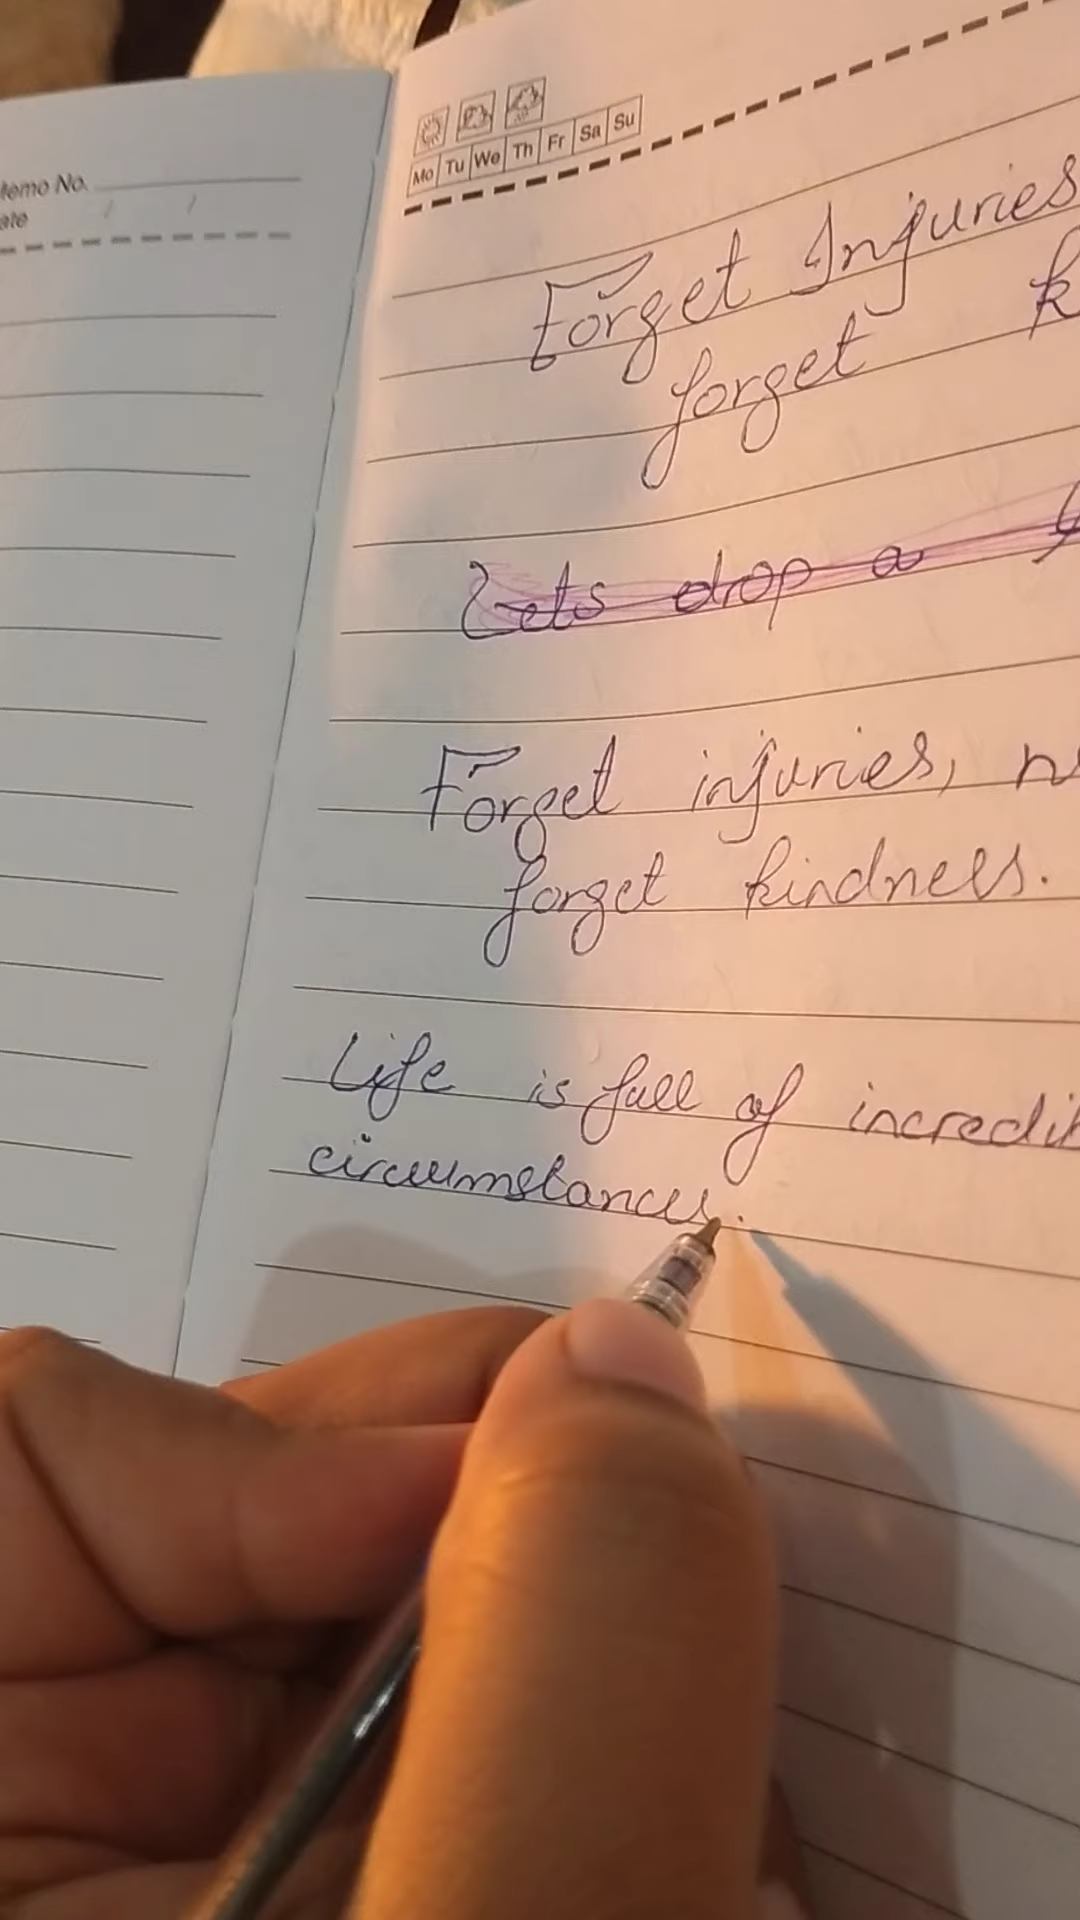 Memo No.
Date
Mo Tu We Th Fr Sa Su
Forget Injuries
forget
Lets drop a
Forget injuries,
forget kindness.
Life is full of
circumstances.